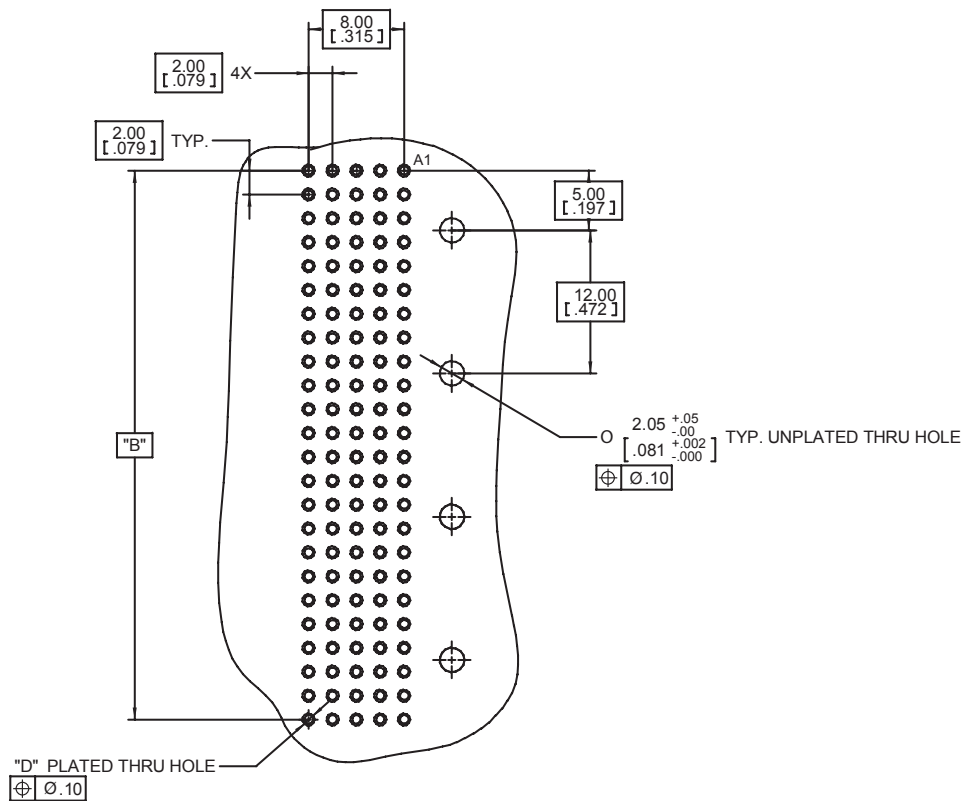 8.00
[.315]
2.00
[.079] 4X
2.00
[.079] TYP.
A1
5.00
[.197]
12.00
[.472]
"B"
O 2.05 +.05 -.00
[.081 +.002 -.000] TYP. UNPLATED THRU HOLE
⌖ Ø.10
"D" PLATED THRU HOLE
⌖ Ø.10